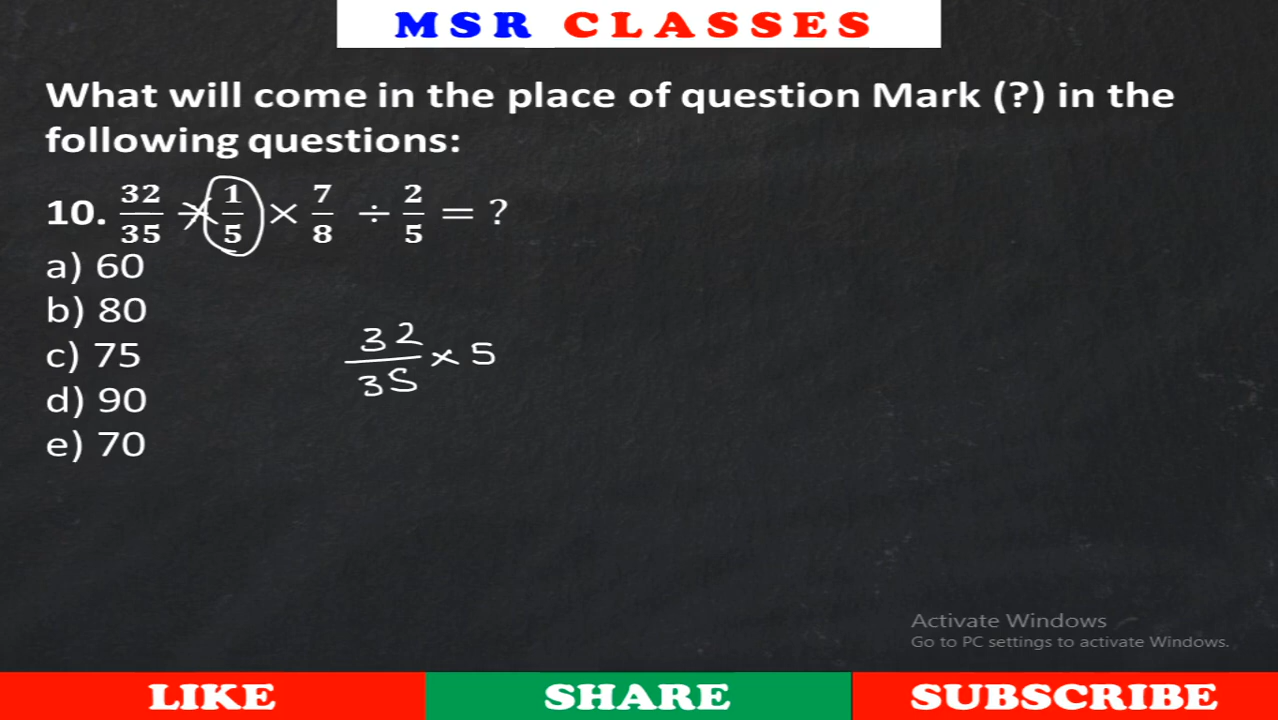 MSR CLASSES
What will come in the place of question Mark (?) in the
following questions:
10. 32/35 ÷ 1/5 × 7/8 ÷ 2/5 = ?
a) 60
b) 80
c) 75
d) 90
e) 70
32/35 × 5
Activate Windows
Go to PC settings to activate Windows.
LIKE SHARE SUBSCRIBE